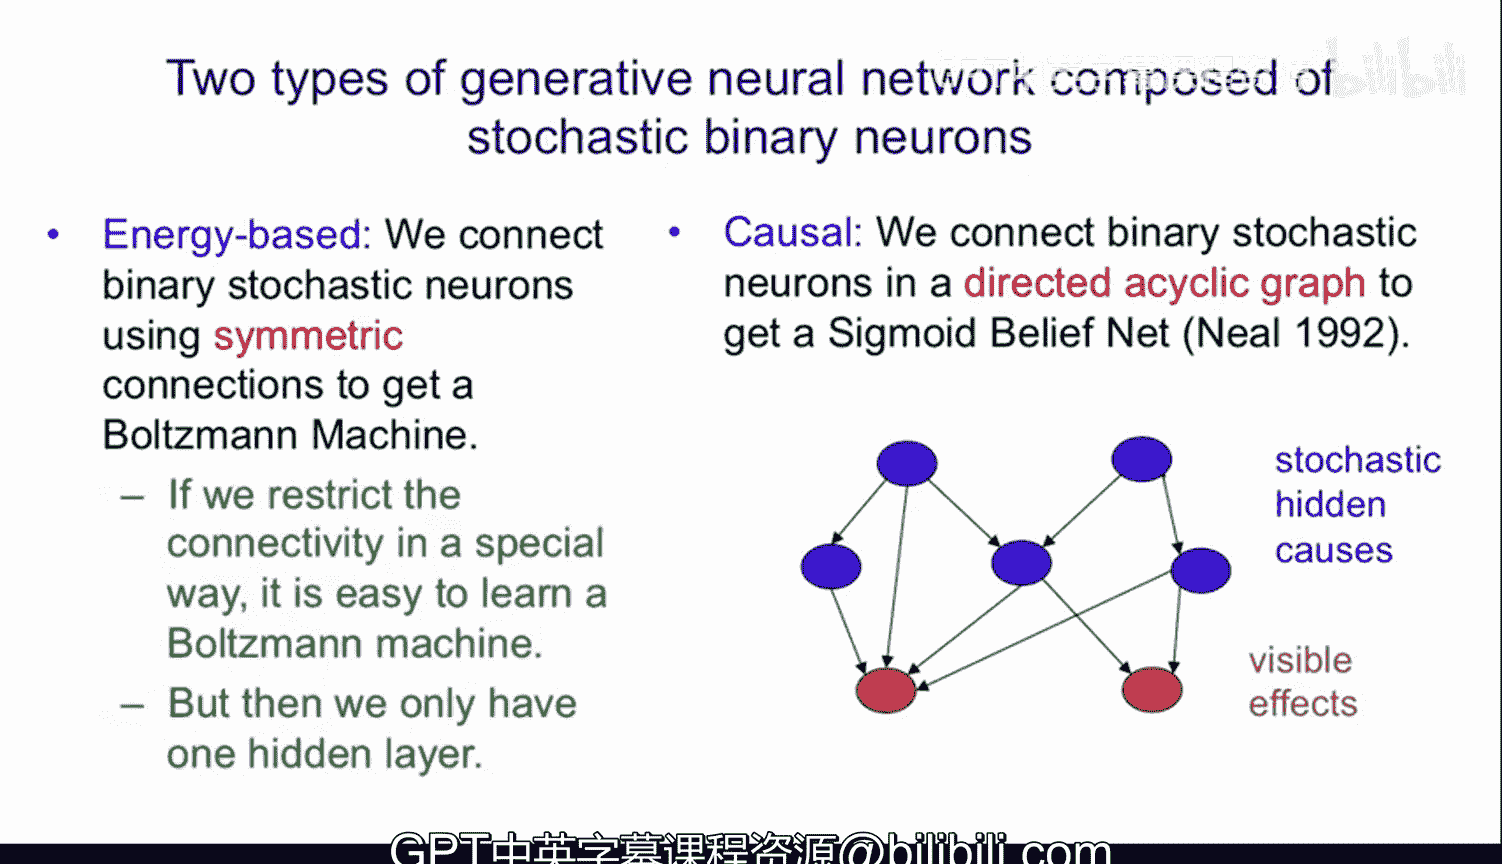 Two types of generative neural network composed of
stochastic binary neurons
bilibili
• Energy-based: We connect
binary stochastic neurons
using symmetric
connections to get a
Boltzmann Machine.
– If we restrict the
connectivity in a special
way, it is easy to learn a
Boltzmann machine.
– But then we only have
one hidden layer.
• Causal: We connect binary stochastic
neurons in a directed acyclic graph to
get a Sigmoid Belief Net (Neal 1992).
stochastic
hidden
causes
visible
effects
GPT中英字幕课程资源@bilibili.com